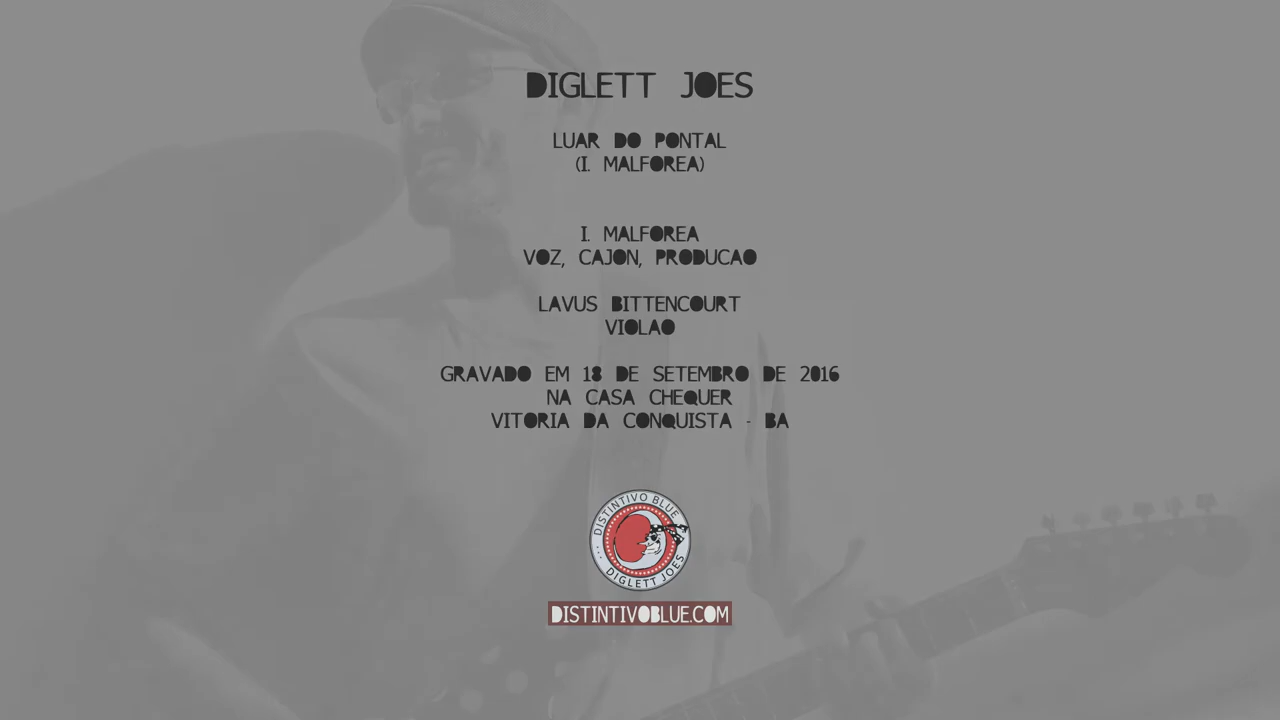 DIGLETT JOES
LUAR DO PONTAL
(I. MALFOREA)
I. MALFOREA
VOZ, CAJON, PRODUCAO
LAVUS BITTENCOURT
VIOLAO
GRAVADO EM 18 DE SETEMBRO DE 2016
NA CASA CHEQUER
VITORIA DA CONQUISTA - BA
DISTINTIVO BLUE
... DIGLETT JOES
DISTINTIVOBLUE.COM